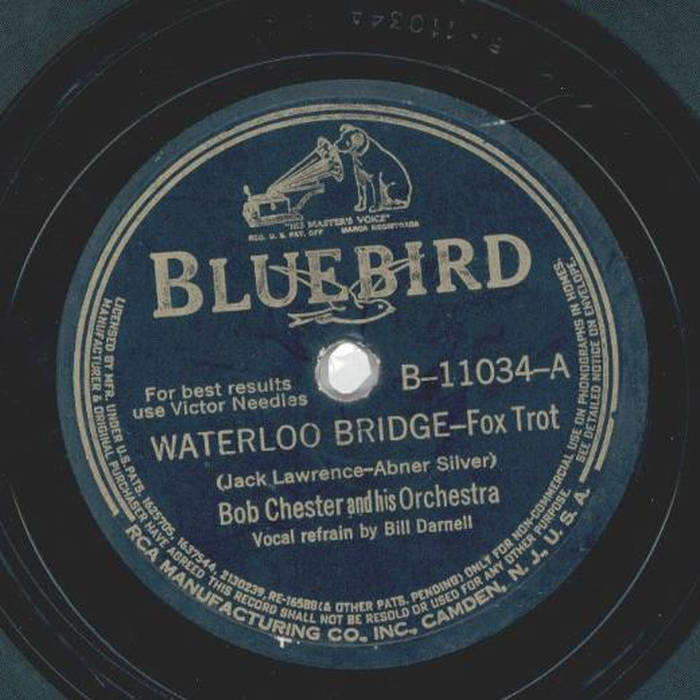 B-11034A
"HIS MASTER'S VOICE"
REG. U. S. PAT. OFF MARCA REGISTRADA
BLUEBIRD
For best results
use Victor Needles
B-11034-A
WATERLOO BRIDGE-Fox Trot
(Jack Lawrence-Abner Silver)
Bob Chester and his Orchestra
Vocal refrain by Bill Darnell
LICENSED BY MFR. UNDER U.S. PATS. 1625705, 1637544, 2130239, RE-16588 (& OTHER PATS. PENDING) ONLY FOR NON-COMMERCIAL USE ON PHONOGRAPHS IN HOMES.
MANUFACTURER & ORIGINAL PURCHASER HAVE AGREED THIS RECORD SHALL NOT BE RESOLD OR USED FOR ANY OTHER PURPOSE. SEE DETAILED NOTICE ON ENVELOPE.
RCA MANUFACTURING CO., INC., CAMDEN, N. J., U. S. A.